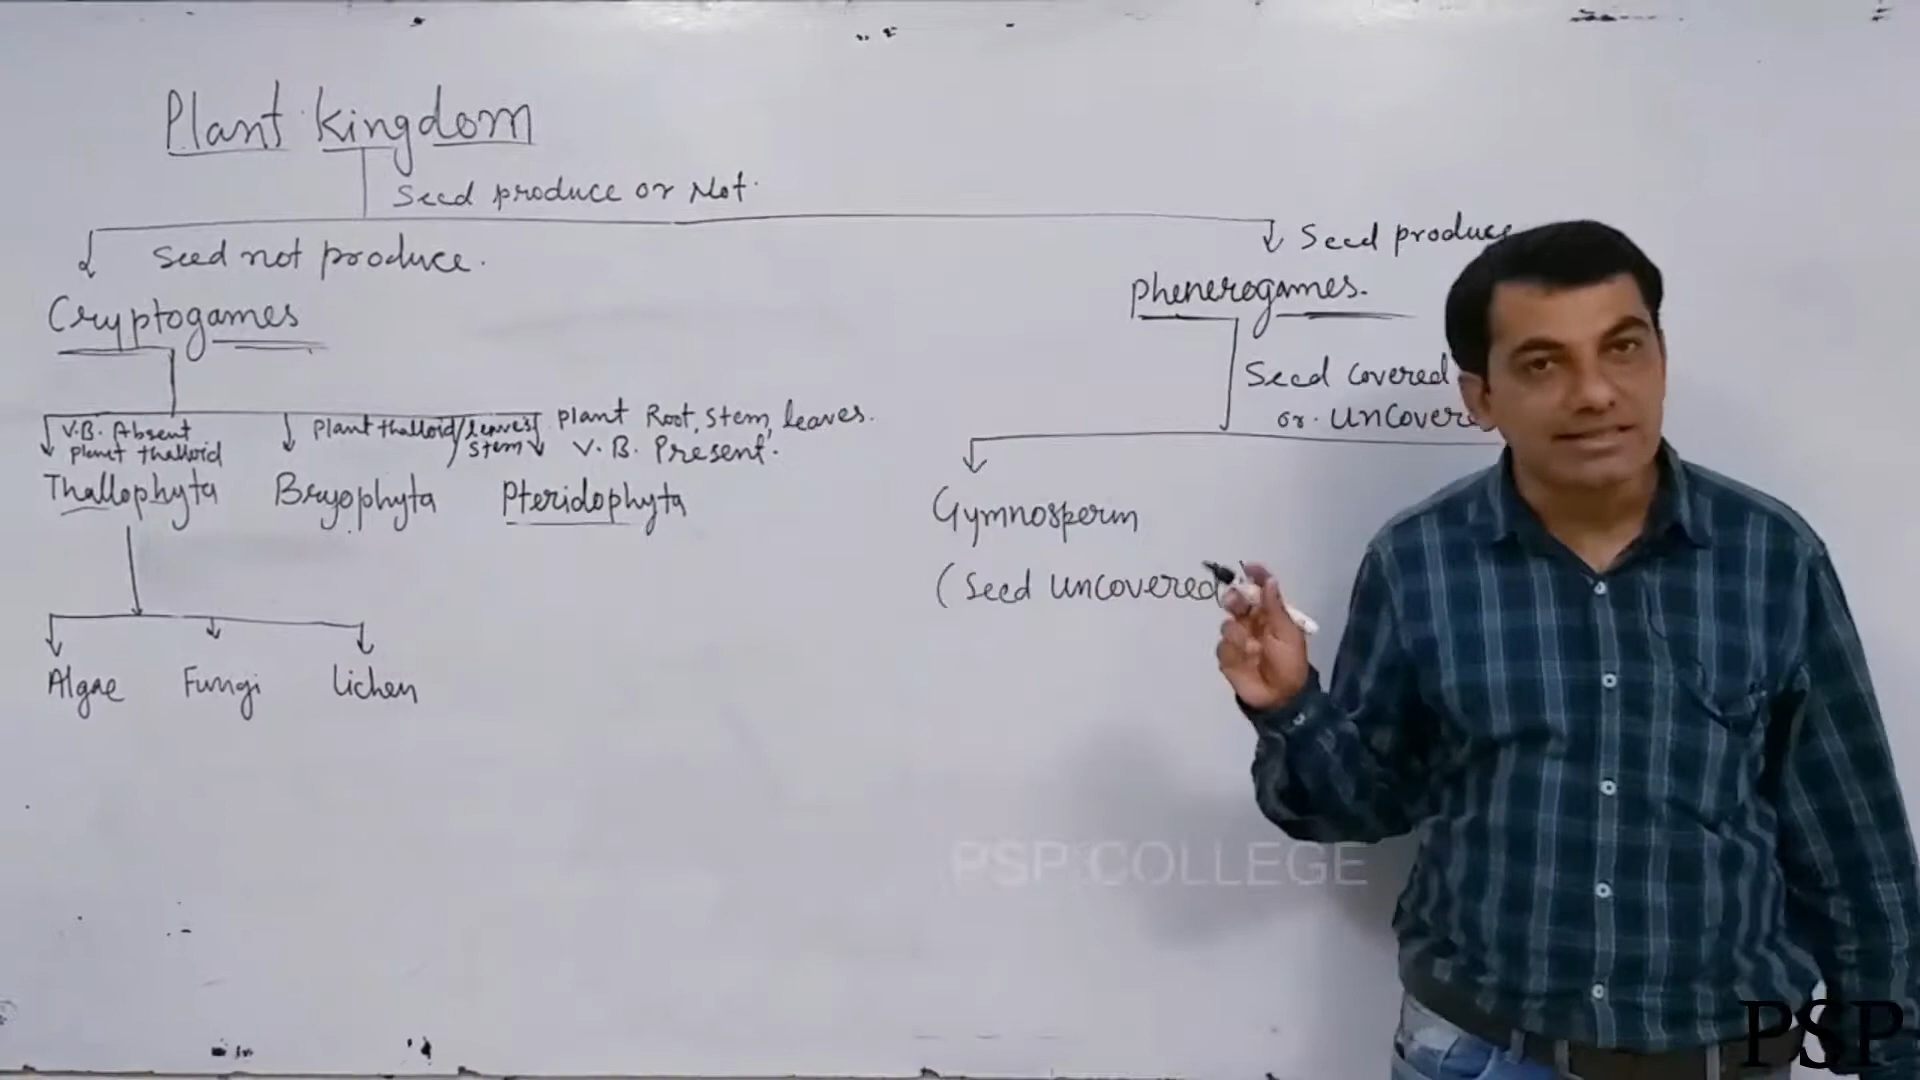 Plant kingdom
Seed produce or Not.
Seed not produce.
Seed produce
Cryptogames
Phenerogames.
Seed covered
or. Uncovere
V.B. Absent
plant thalloid
Plant thalloid/leaves
stem
plant Root, stem, leaves.
V.B. Present.
Thallophyta
Bryophyta
Pteridophyta
Gymnosperm
(Seed uncovered
Algae
Fungi
Lichen
PSP COLLEGE
PSP